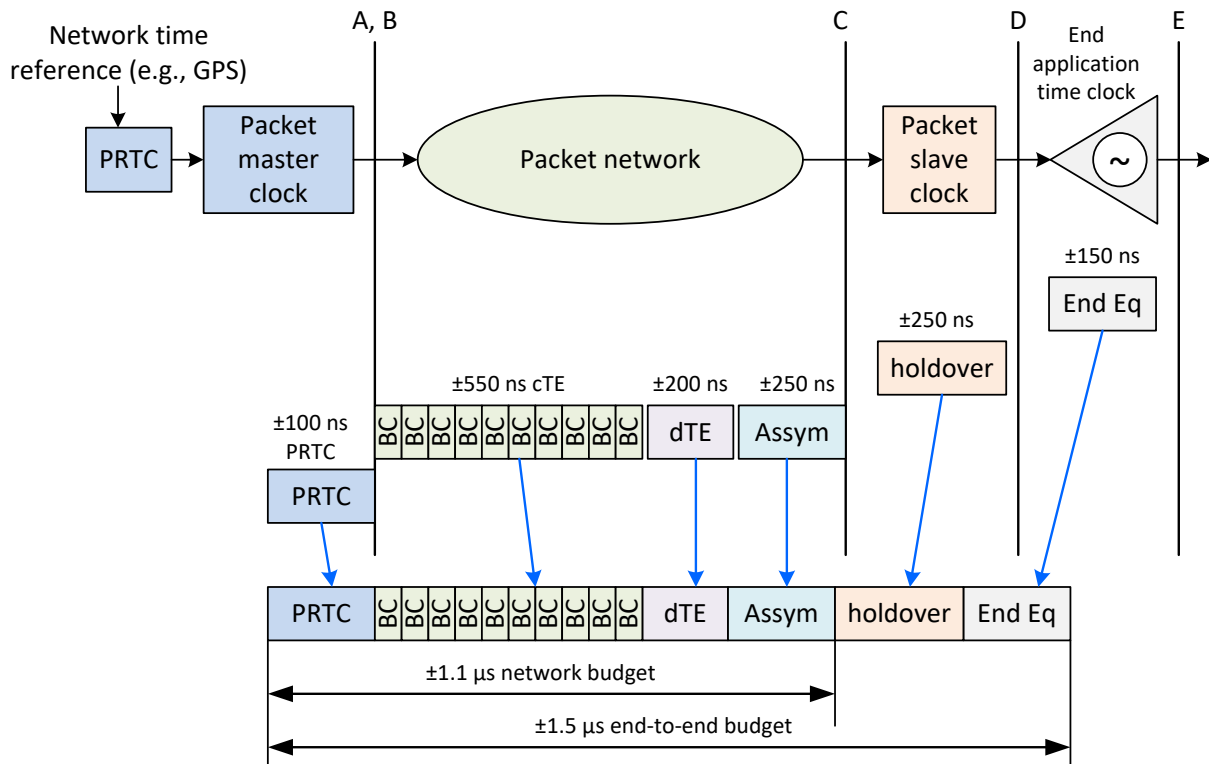 A, B
C
D
E
Network time
reference (e.g., GPS)
End
application
time clock
PRTC
Packet
master
clock
Packet network
Packet
slave
clock
~
±150 ns
End Eq
±250 ns
holdover
±550 ns cTE
±200 ns
±250 ns
BC BC BC BC BC BC BC BC BC BC
dTE
Assym
±100 ns
PRTC
PRTC
PRTC
BC BC BC BC BC BC BC BC BC BC
dTE
Assym
holdover
End Eq
±1.1 µs network budget
±1.5 µs end-to-end budget